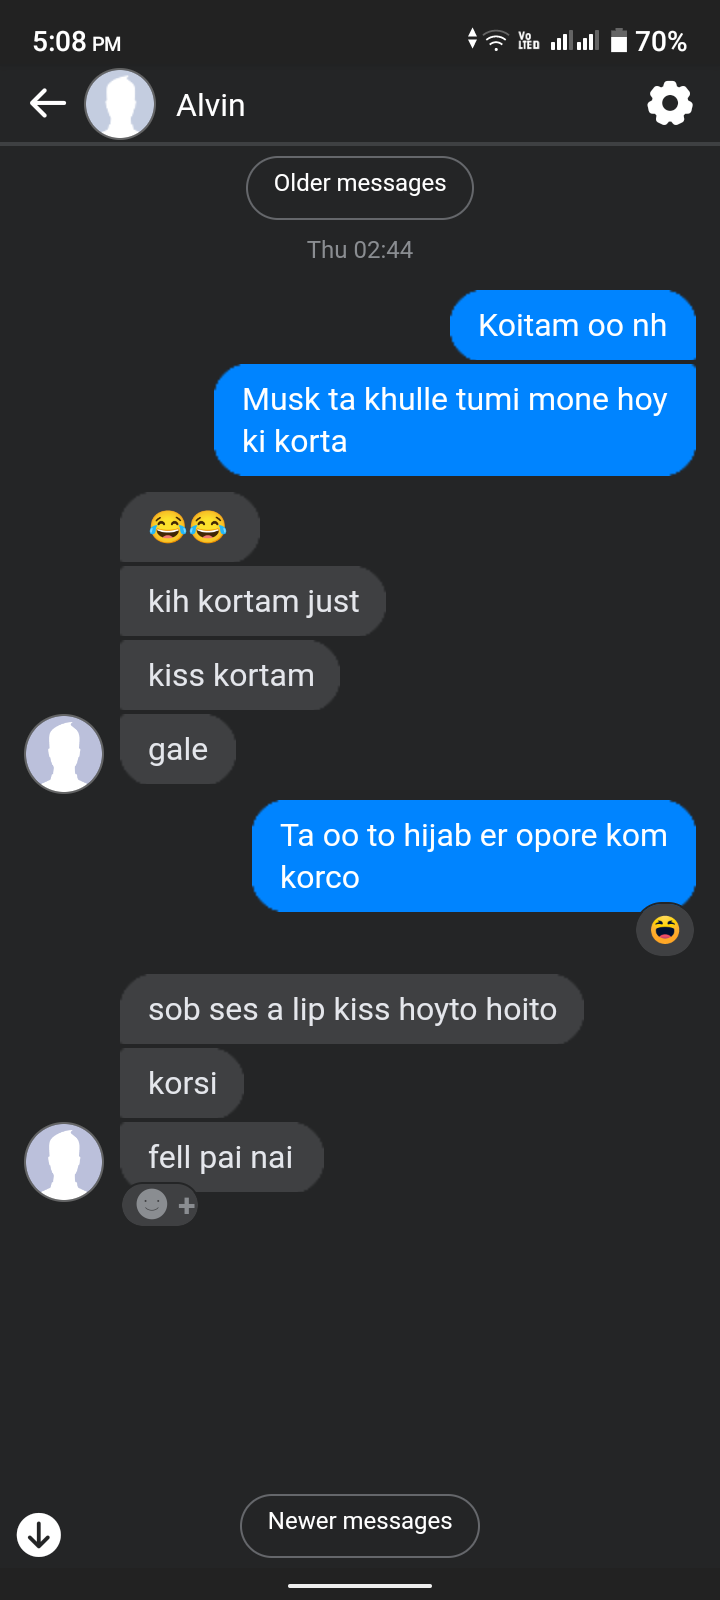 5:08 PM
Vo LTED 70%
Alvin
Older messages
Thu 02:44
Koitam oo nh
Musk ta khulle tumi mone hoy
ki korta
😂😂
kih kortam just
kiss kortam
gale
Ta oo to hijab er opore kom
korco
😄
sob ses a lip kiss hoyto hoito
korsi
fell pai nai
Newer messages